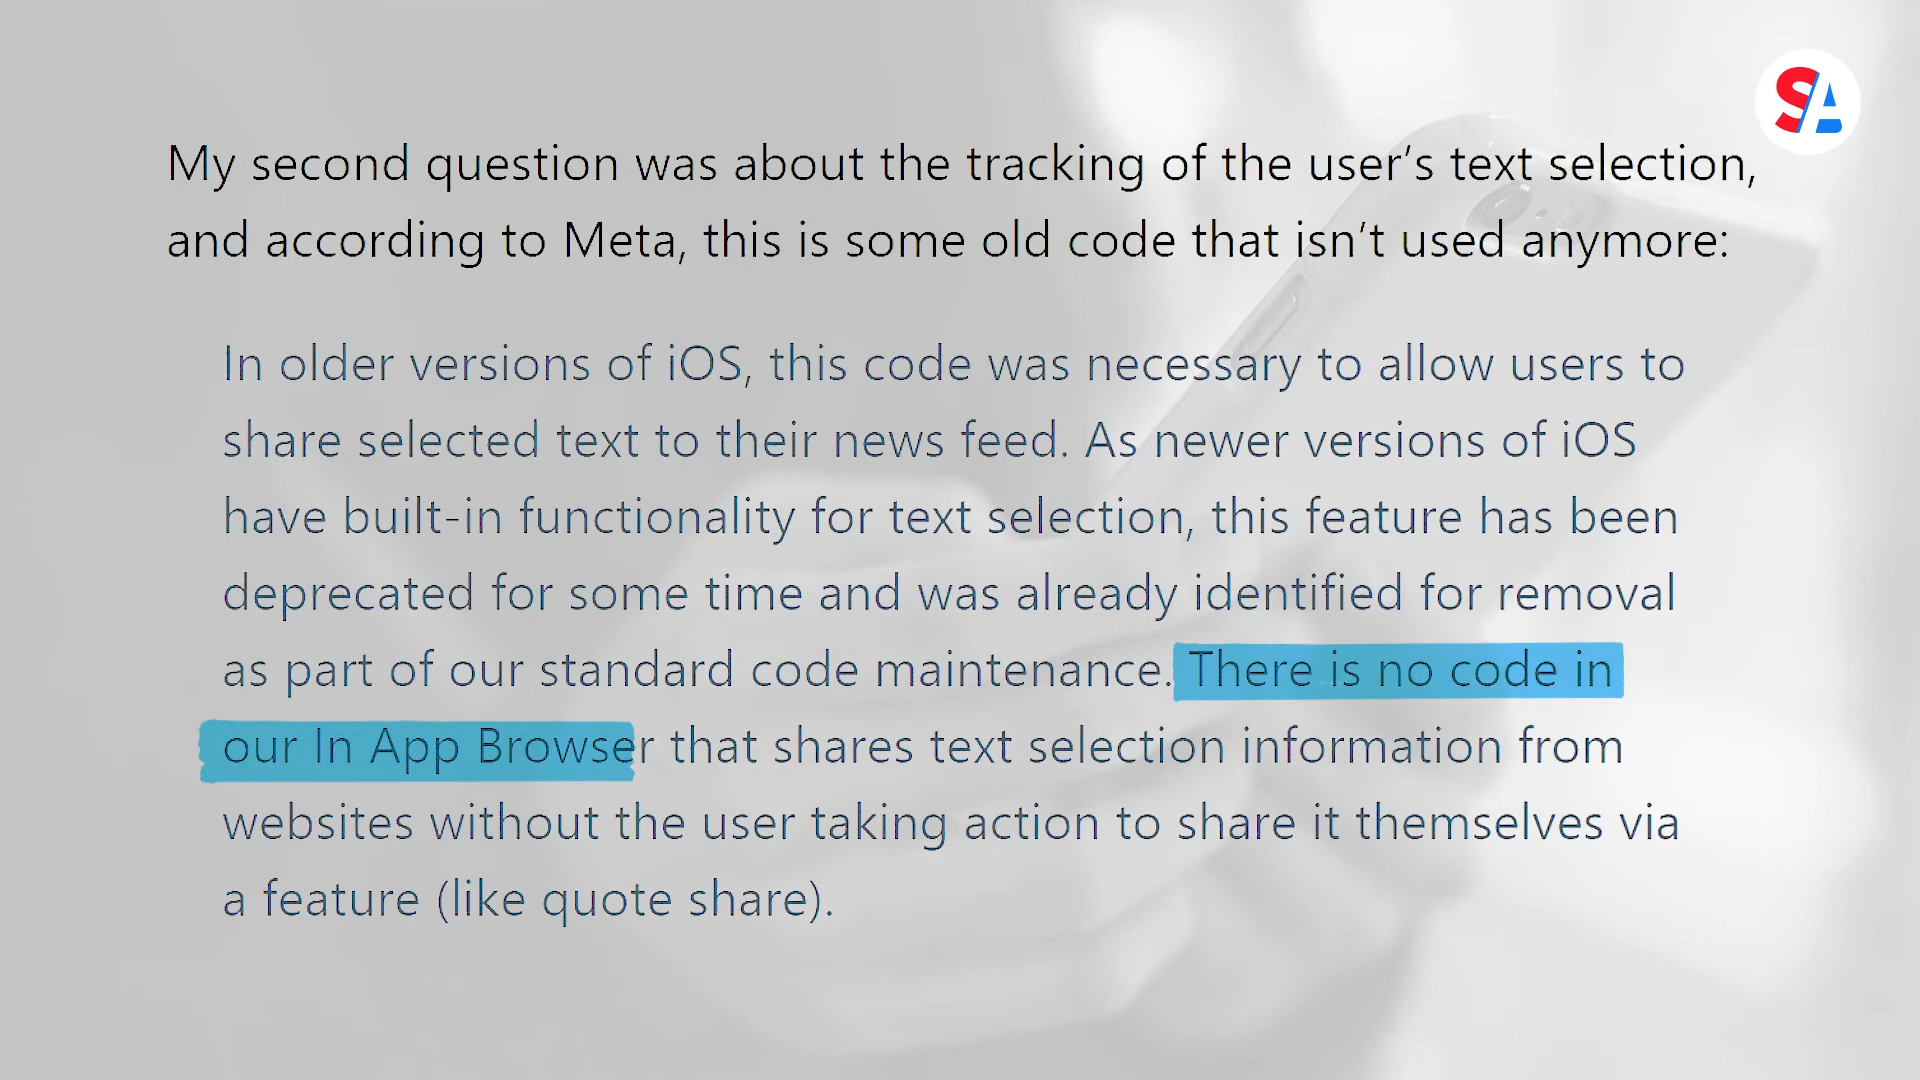 SA
My second question was about the tracking of the user’s text selection,
and according to Meta, this is some old code that isn’t used anymore:
In older versions of iOS, this code was necessary to allow users to
share selected text to their news feed. As newer versions of iOS
have built-in functionality for text selection, this feature has been
deprecated for some time and was already identified for removal
as part of our standard code maintenance. There is no code in
our In App Browser that shares text selection information from
websites without the user taking action to share it themselves via
a feature (like quote share).